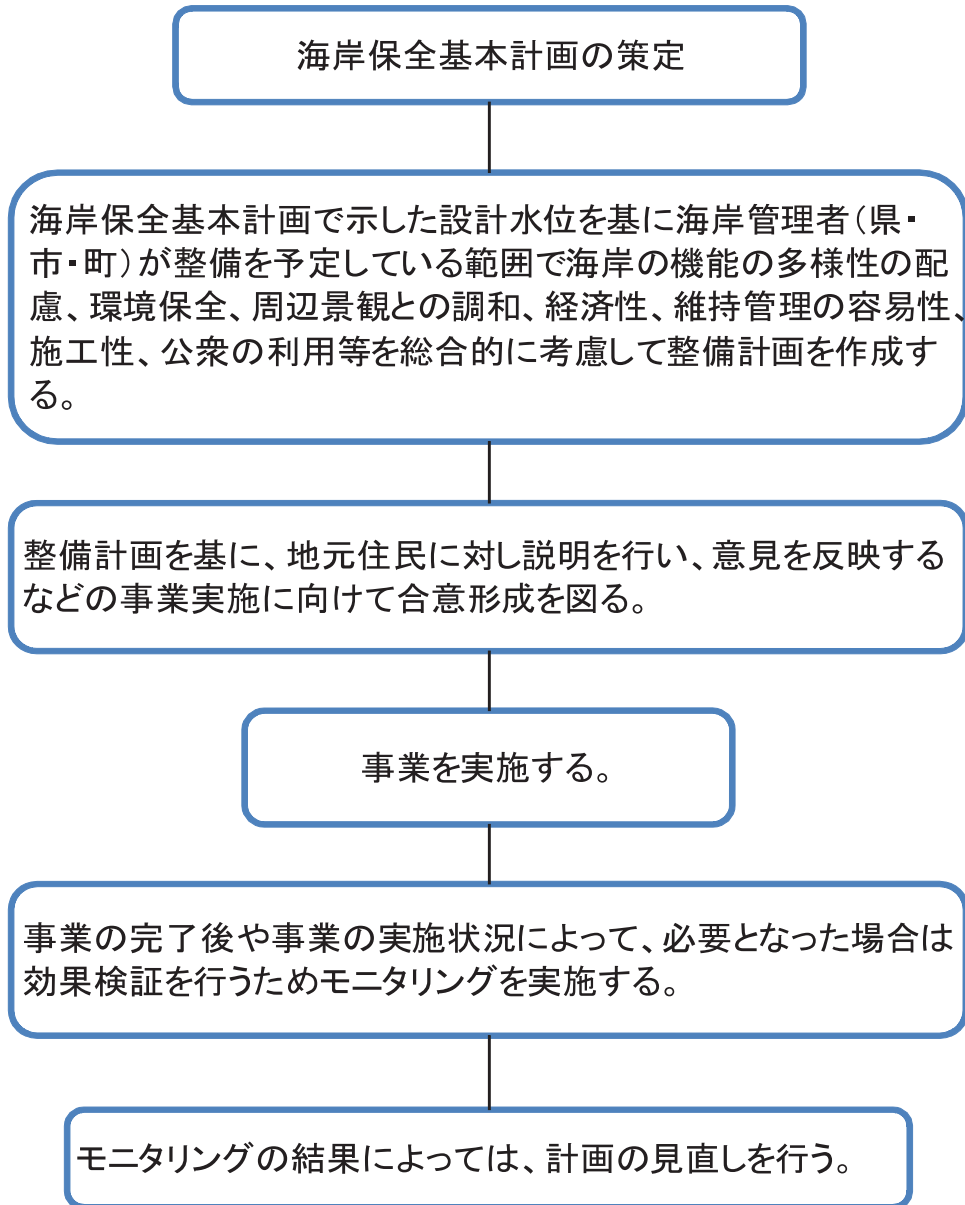 海岸保全基本計画の策定
海岸保全基本計画で示した設計水位を基に海岸管理者(県・
市・町)が整備を予定している範囲で海岸の機能の多様性の配
慮、環境保全、周辺景観との調和、経済性、維持管理の容易性、
施工性、公衆の利用等を総合的に考慮して整備計画を作成す
る。
整備計画を基に、地元住民に対し説明を行い、意見を反映する
などの事業実施に向けて合意形成を図る。
事業を実施する。
事業の完了後や事業の実施状況によって、必要となった場合は
効果検証を行うためモニタリングを実施する。
モニタリングの結果によっては、計画の見直しを行う。